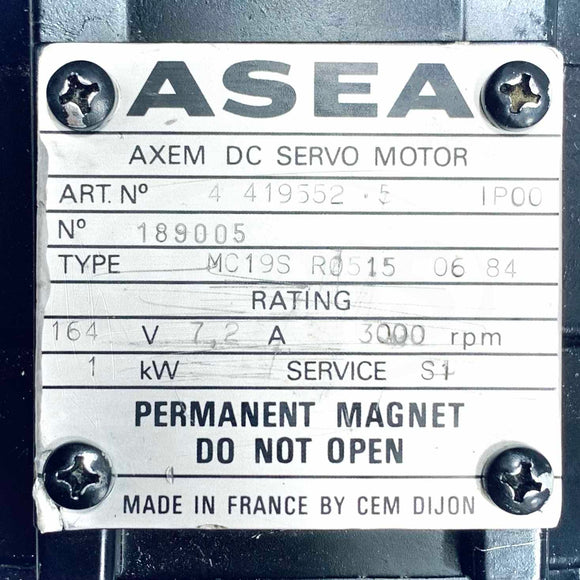 ASEA
AXEM DC SERVO MOTOR
ART. Nº 4 419552-5 IP00
Nº 189005
TYPE MC19S R0515 06 84
RATING
164 V 7,2 A 3000 rpm
1 kW SERVICE S1
PERMANENT MAGNET
DO NOT OPEN
MADE IN FRANCE BY CEM DIJON